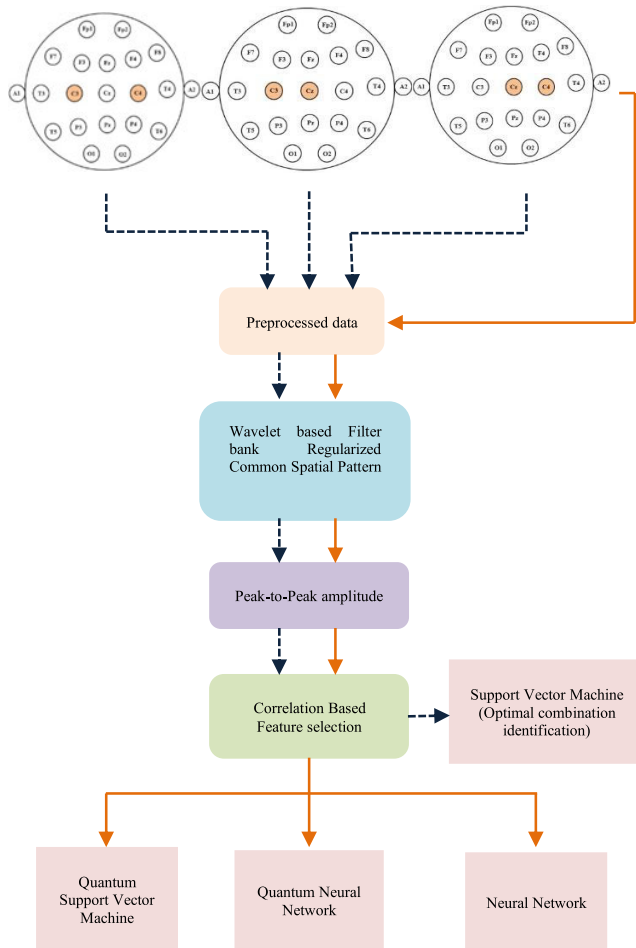 Fp1 Fp2
F7 F3 Fz F4 F8
A1 T3 C3 Cz C4 T4 A2
T5 P3 Pz P4 T6
O1 O2
Fp1 Fp2
F7 F3 Fz F4 F8
A1 T3 C3 Cz C4 T4 A2
T5 P3 Pz P4 T6
O1 O2
Fp1 Fp2
F7 F3 Fz T4 F8
A1 T3 C3 Cz C4 T4 A2
T5 P3 Pz P4 T6
O1 O2
Preprocessed data
Wavelet based Filter
bank Regularized
Common Spatial Pattern
Peak-to-Peak amplitude
Correlation Based
Feature selection
Support Vector Machine
(Optimal combination
identification)
Quantum
Support Vector
Machine
Quantum Neural
Network
Neural Network